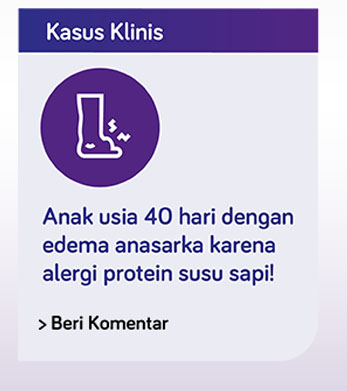 Kasus Klinis
Anak usia 40 hari dengan
edema anasarka karena
alergi protein susu sapi!
> Beri Komentar